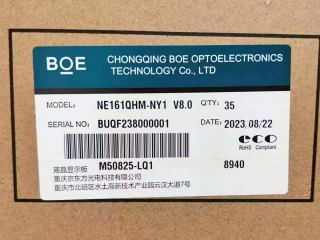 BOE
CHONGQING BOE OPTOELECTRONICS
TECHNOLOGY Co., LTD
MODEL: NE161QHM-NY1 V8.0 Q'TY: 35
SERIAL NO: BUQF238000001 DATE: 2023/08/22
eco
RoHS Compliant
液晶显示板 M50825-LQ1 8940
重庆京东方光电科技有限公司
重庆市北碚区水土高新技术产业园云汉大道7号